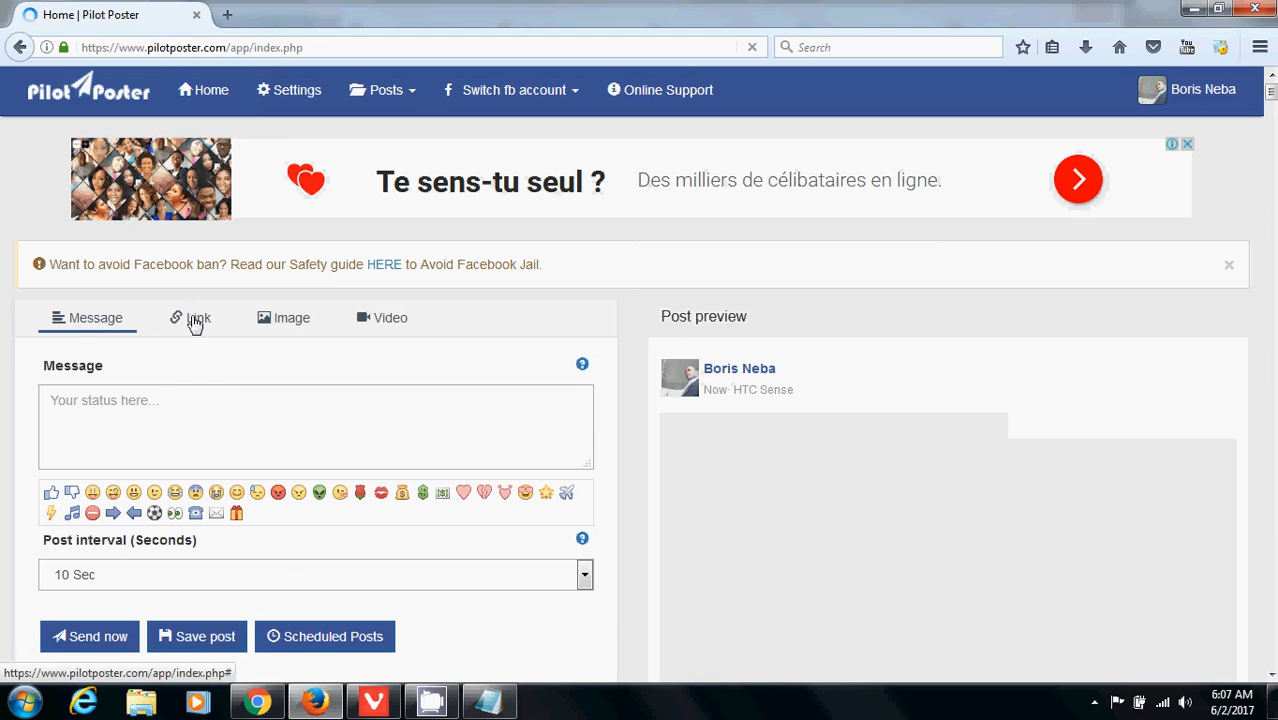 Home | Pilot Poster
https://www.pilotposter.com/app/index.php
Search
You
Pilot Poster
Home
Settings
Posts
Switch fb account
Online Support
Boris Neba
Te sens-tu seul ?
Des milliers de célibataires en ligne.
Want to avoid Facebook ban? Read our Safety guide HERE to Avoid Facebook Jail.
Message
Link
Image
Video
Message
Your status here...
Post interval (Seconds)
10 Sec
Send now
Save post
Scheduled Posts
Post preview
Boris Neba
Now· HTC Sense
https://www.pilotposter.com/app/index.php#
6:07 AM
6/2/2017